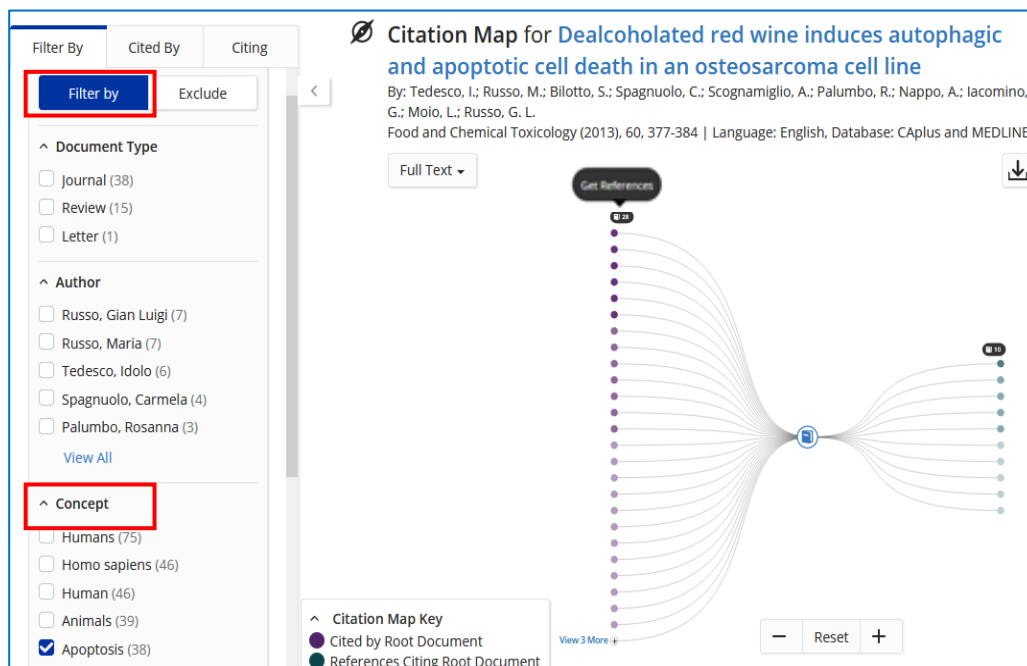 Filter By
Cited By
Citing
Filter by
Exclude
Document Type
Journal (38)
Review (15)
Letter (1)
Author
Russo, Gian Luigi (7)
Russo, Maria (7)
Tedesco, Idolo (6)
Spagnuolo, Carmela (4)
Palumbo, Rosanna (3)
View All
Concept
Humans (75)
Homo sapiens (46)
Human (46)
Animals (39)
Apoptosis (38)
Citation Map for Dealcoholated red wine induces autophagic
and apoptotic cell death in an osteosarcoma cell line
By: Tedesco, I.; Russo, M.; Bilotto, S.; Spagnuolo, C.; Scognamiglio, A.; Palumbo, R.; Nappo, A.; Iacomino,
G.; Moio, L.; Russo, G. L.
Food and Chemical Toxicology (2013), 60, 377-384 | Language: English, Database: CAplus and MEDLINE
Full Text
Get References
28
10
View 3 More
Citation Map Key
Cited by Root Document
References Citing Root Document
Reset